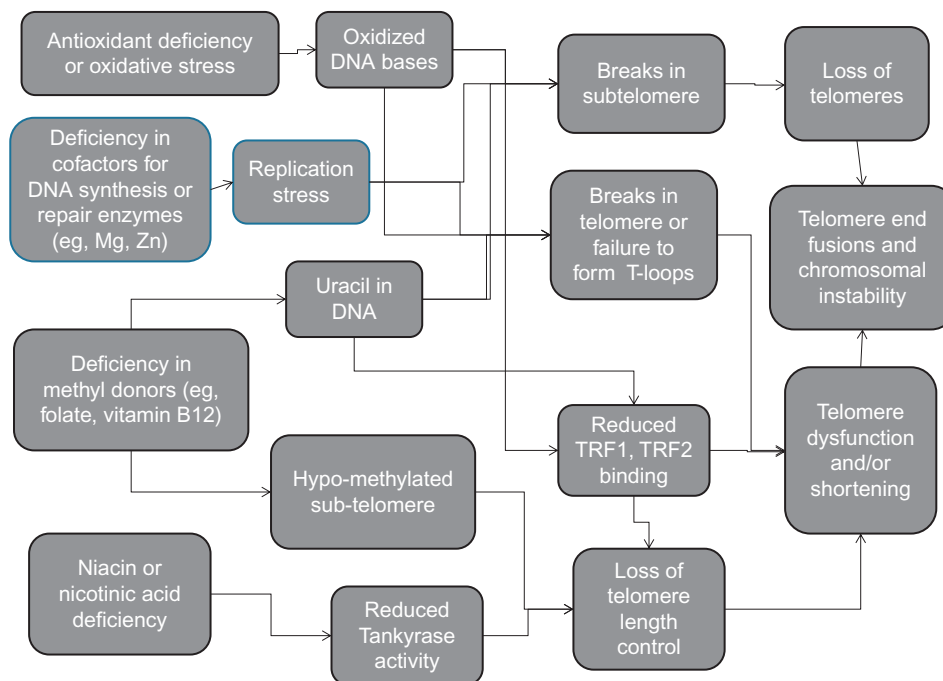 Antioxidant deficiency
or oxidative stress
Oxidized
DNA bases
Breaks in
subtelomere
Loss of
telomeres
Deficiency in
cofactors for
DNA synthesis or
repair enzymes
(eg, Mg, Zn)
Replication
stress
Breaks in
telomere or
failure to
form T-loops
Telomere end
fusions and
chromosomal
instability
Uracil in
DNA
Deficiency in
methyl donors (eg,
folate, vitamin B12)
Reduced
TRF1, TRF2
binding
Telomere
dysfunction
and/or
shortening
Hypo-methylated
sub-telomere
Niacin or
nicotinic acid
deficiency
Reduced
Tankyrase
activity
Loss of
telomere
length
control